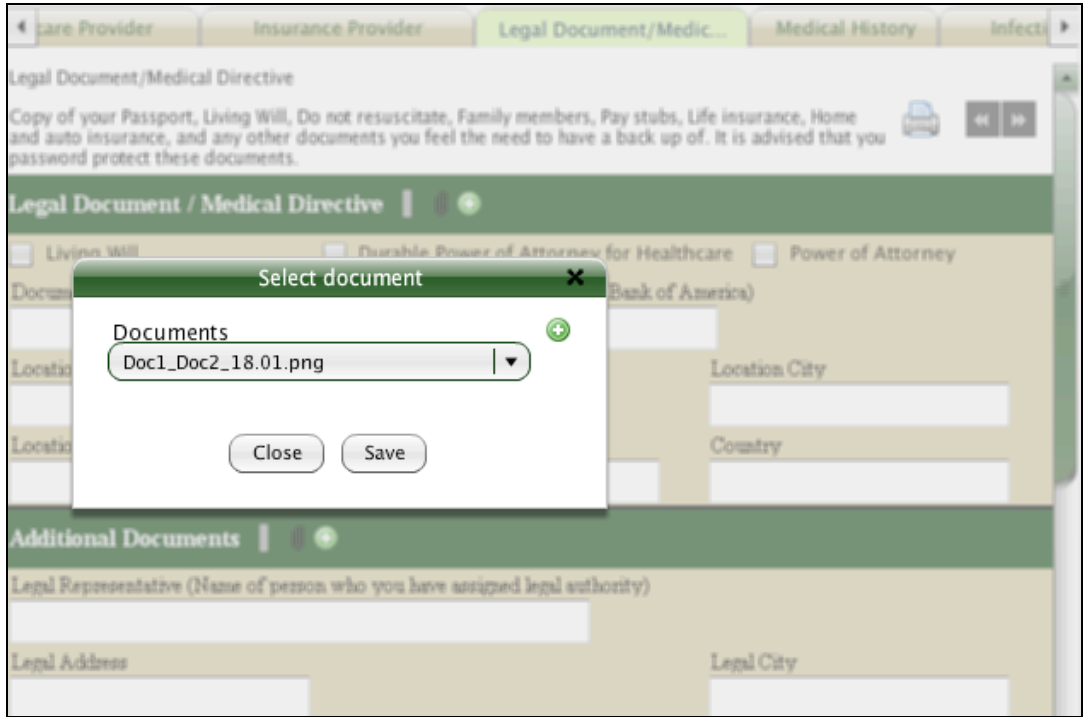 care Provider
Insurance Provider
Legal Document/Medic...
Medical History
Infecti
Legal Document/Medical Directive
Copy of your Passport, Living Will, Do not resuscitate, Family members, Pay stubs, Life insurance, Home
and auto insurance, and any other documents you feel the need to have a back up of. It is advised that you
password protect these documents.
Legal Document / Medical Directive
Living Will
Durable Power of Attorney for Healthcare
Power of Attorney
Select document
Bank of America)
Documents
Doc1_Doc2_18.01.png
Location City
Close
Save
Country
Additional Documents
Legal Representative (Name of person who you have assigned legal authority)
Legal Address
Legal City